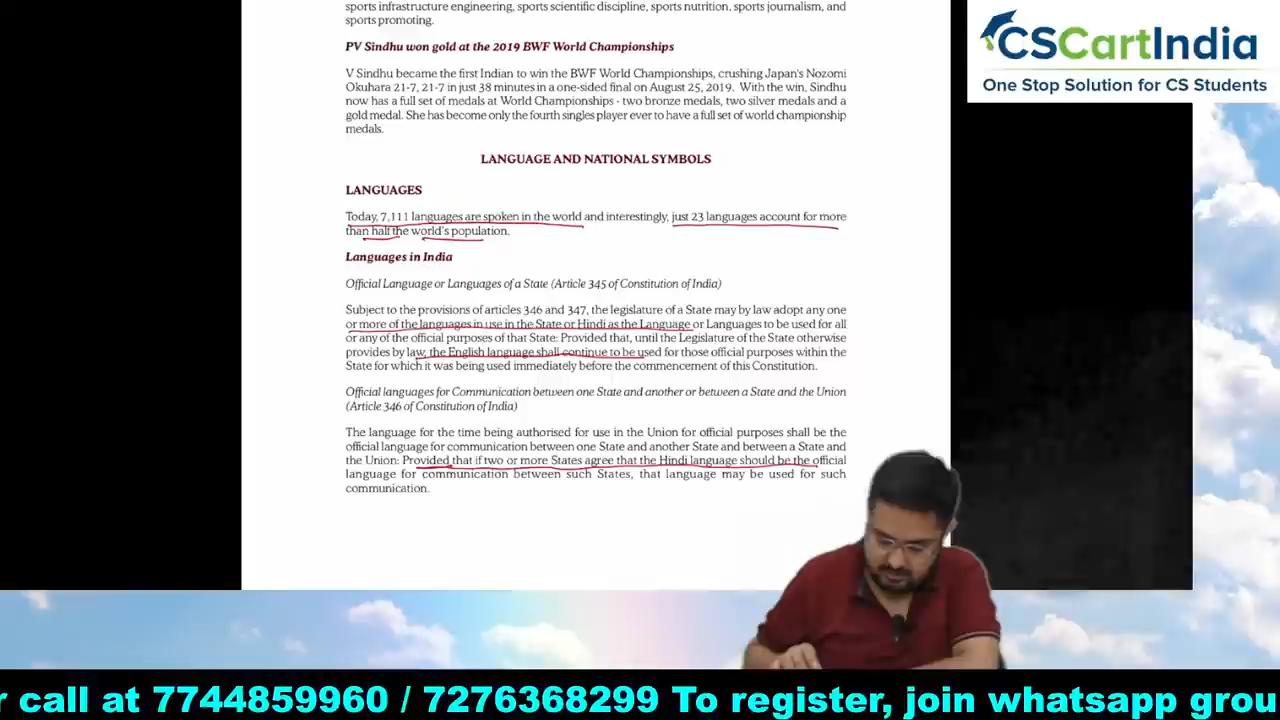 sports infrastructure engineering, sports scientific discipline, sports nutrition, sports journalism, and
sports promoting.
PV Sindhu won gold at the 2019 BWF World Championships
V Sindhu became the first Indian to win the BWF World Championships, crushing Japan's Nozomi
Okuhara 21-7, 21-7 in just 38 minutes in a one-sided final on August 25, 2019. With the win, Sindhu
now has a full set of medals at World Championships - two bronze medals, two silver medals and a
gold medal. She has become only the fourth singles player ever to have a full set of world championship
medals.
LANGUAGE AND NATIONAL SYMBOLS
LANGUAGES
Today, 7,111 languages are spoken in the world and interestingly, just 23 languages account for more
than half the world's population.
Languages in India
Official Language or Languages of a State (Article 345 of Constitution of India)
Subject to the provisions of articles 346 and 347, the legislature of a State may by law adopt any one
or more of the languages in use in the State or Hindi as the Language or Languages to be used for all
or any of the official purposes of that State: Provided that, until the Legislature of the State otherwise
provides by law, the English language shall continue to be used for those official purposes within the
State for which it was being used immediately before the commencement of this Constitution.
Official languages for Communication between one State and another or between a State and the Union
(Article 346 of Constitution of India)
The language for the time being authorised for use in the Union for official purposes shall be the
official language for communication between one State and another State and between a State and
the Union: Provided that if two or more States agree that the Hindi language should be the official
language for communication between such States, that language may be used for such
communication.
CSCartIndia
One Stop Solution for CS Students
r call at 7744859960 / 7276368299 To register, join whatsapp grou